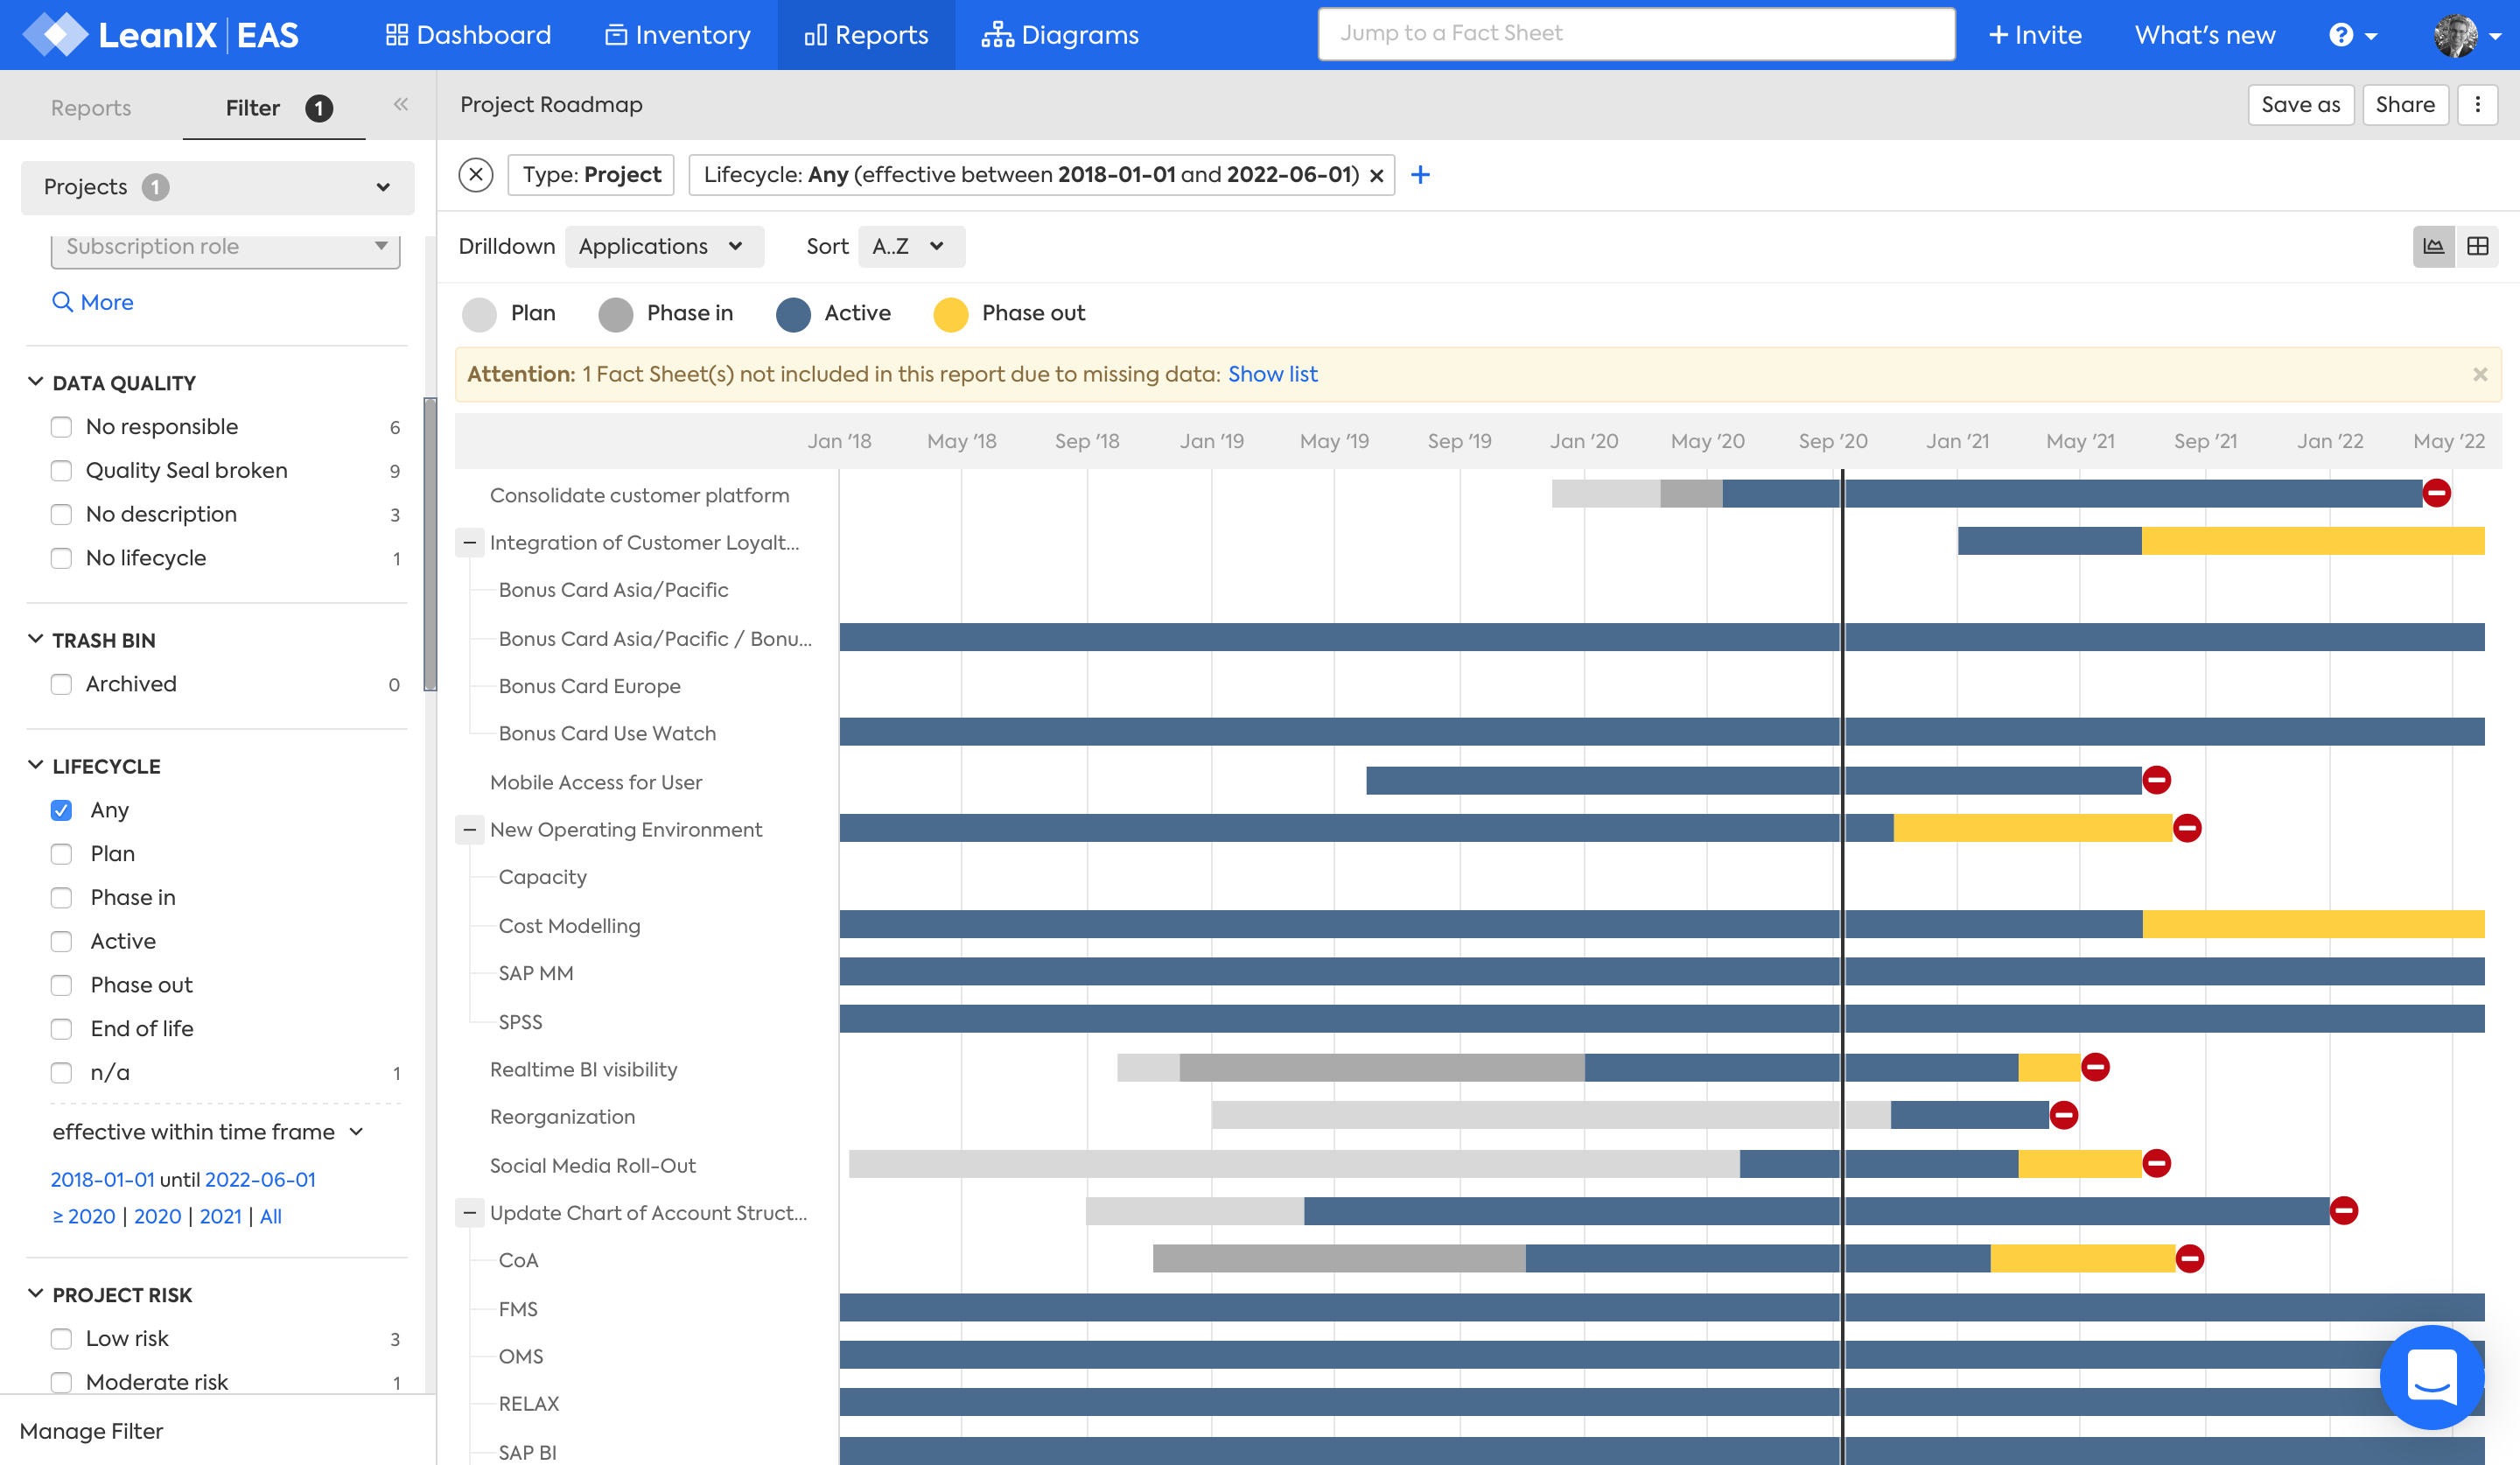 LeanIX EAS Dashboard Inventory Reports Diagrams Jump to a Fact Sheet + Invite What's new ?
Reports Filter 1 «
Project Roadmap Save as Share
Projects 1
Type: Project Lifecycle: Any (effective between 2018-01-01 and 2022-06-01) × +
Subscription role
More
Drilldown Applications Sort A..Z
Plan Phase in Active Phase out
Attention: 1 Fact Sheet(s) not included in this report due to missing data: Show list ×
DATA QUALITY
No responsible 6
Quality Seal broken 9
No description 3
No lifecycle 1
TRASH BIN
Archived 0
LIFECYCLE
Any
Plan
Phase in
Active
Phase out
End of life
n/a 1
effective within time frame
2018-01-01 until 2022-06-01
≥ 2020 | 2020 | 2021 | All
PROJECT RISK
Low risk 3
Moderate risk 1
Manage Filter
Jan '18 May '18 Sep '18 Jan '19 May '19 Sep '19 Jan '20 May '20 Sep '20 Jan '21 May '21 Sep '21 Jan '22 May '22
Consolidate customer platform
Integration of Customer Loyalt...
Bonus Card Asia/Pacific
Bonus Card Asia/Pacific / Bonu...
Bonus Card Europe
Bonus Card Use Watch
Mobile Access for User
New Operating Environment
Capacity
Cost Modelling
SAP MM
SPSS
Realtime BI visibility
Reorganization
Social Media Roll-Out
Update Chart of Account Struct...
CoA
FMS
OMS
RELAX
SAP BI